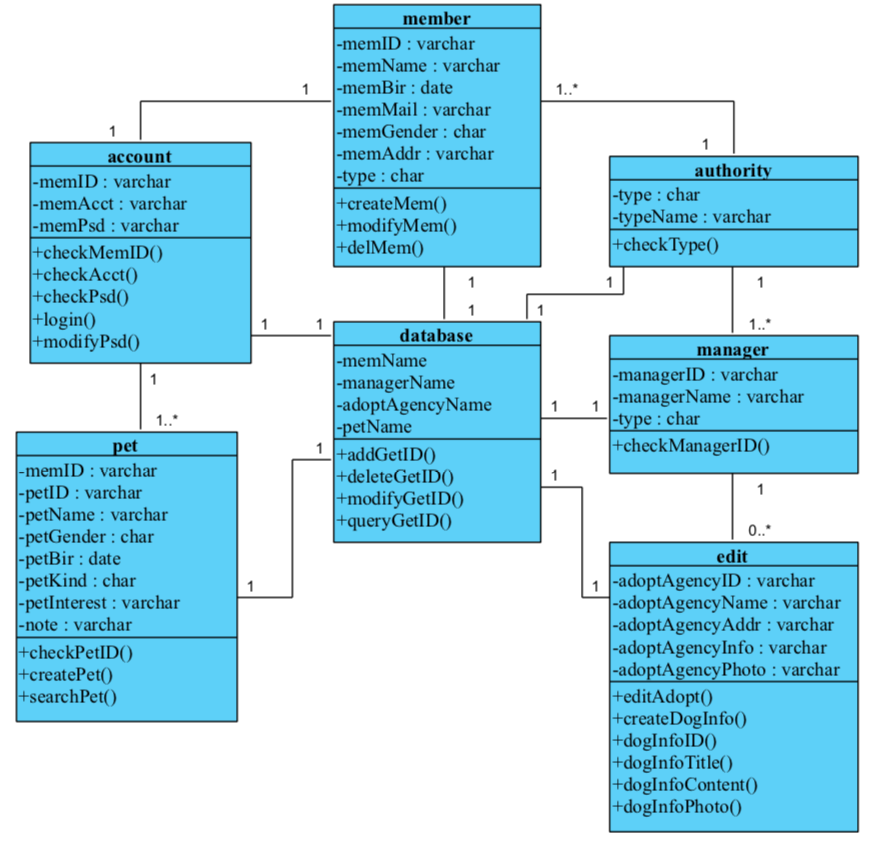 member
-memID : varchar
-memName : varchar
-memBir : date
-memMail : varchar
-memGender : char
-memAddr : varchar
-type : char
+createMem()
+modifyMem()
+delMem()
1
1
1..*
1
account
-memID : varchar
-memAcct : varchar
-memPsd : varchar
+checkMemID()
+checkAcct()
+checkPsd()
+login()
+modifyPsd()
authority
-type : char
-typeName : varchar
+checkType()
1
1
1
1
1
1
1
1..*
database
-memName
-managerName
-adoptAgencyName
-petName
+addGetID()
+deleteGetID()
+modifyGetID()
+queryGetID()
manager
-managerID : varchar
-managerName : varchar
-type : char
+checkManagerID()
1
1
1
1..*
1
1
1
1
1
0..*
pet
-memID : varchar
-petID : varchar
-petName : varchar
-petGender : char
-petBir : date
-petKind : char
-petInterest : varchar
-note : varchar
+checkPetID()
+createPet()
+searchPet()
edit
-adoptAgencyID : varchar
-adoptAgencyName : varchar
-adoptAgencyAddr : varchar
-adoptAgencyInfo : varchar
-adoptAgencyPhoto : varchar
+editAdopt()
+createDogInfo()
+dogInfoID()
+dogInfoTitle()
+dogInfoContent()
+dogInfoPhoto()